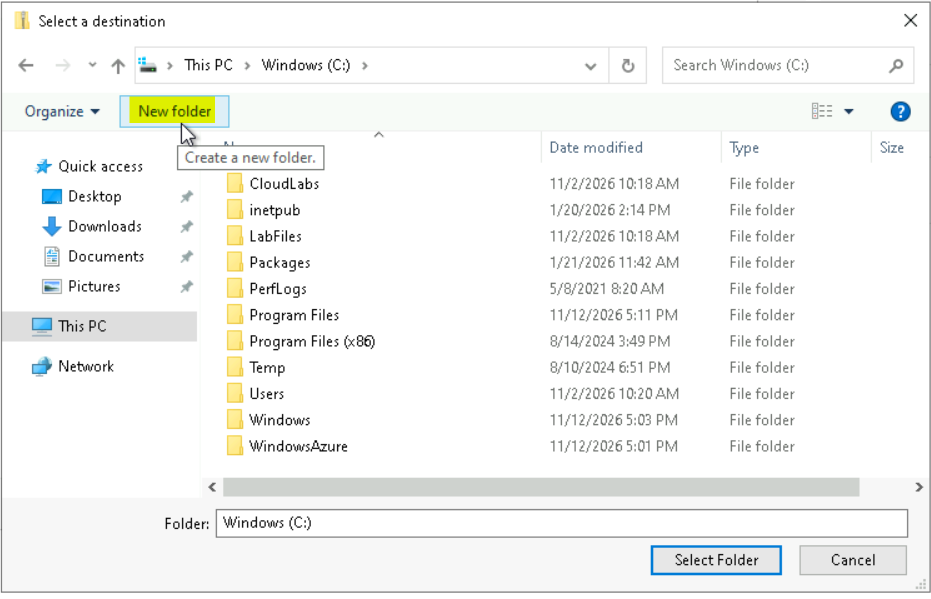 Select a destination
This PC > Windows (C:) >
Search Windows (C:)
Organize
New folder
?
Create a new folder.
Date modified Type Size
Quick access
Desktop
Downloads
Documents
Pictures
This PC
Network
CloudLabs 11/2/2026 10:18 AM File folder
inetpub 1/20/2026 2:14 PM File folder
LabFiles 11/2/2026 10:18 AM File folder
Packages 1/21/2026 11:42 AM File folder
PerfLogs 5/8/2021 8:20 AM File folder
Program Files 11/12/2026 5:11 PM File folder
Program Files (x86) 8/14/2024 3:49 PM File folder
Temp 8/10/2024 6:51 PM File folder
Users 11/2/2026 10:20 AM File folder
Windows 11/12/2026 5:03 PM File folder
WindowsAzure 11/12/2026 5:01 PM File folder
Folder: Windows (C:)
Select Folder Cancel